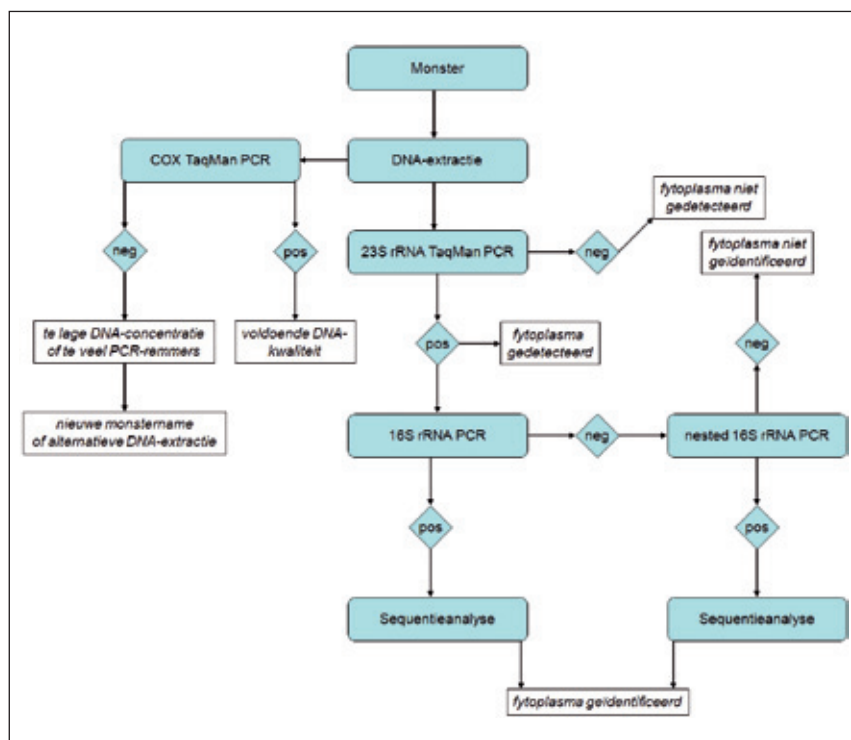 Monster
COX TaqMan PCR
DNA-extractie
fytoplasma niet
gedetecteerd
neg
pos
23S rRNA TaqMan PCR
neg
fytoplasma niet
geïdentificeerd
te lage DNA-concentratie
of te veel PCR-remmers
voldoende DNA-
kwaliteit
pos
fytoplasma
gedetecteerd
neg
nieuwe monstername
of alternatieve DNA-extractie
16S rRNA PCR
neg
nested 16S rRNA PCR
pos
pos
Sequentieanalyse
Sequentieanalyse
fytoplasma geïdentificeerd